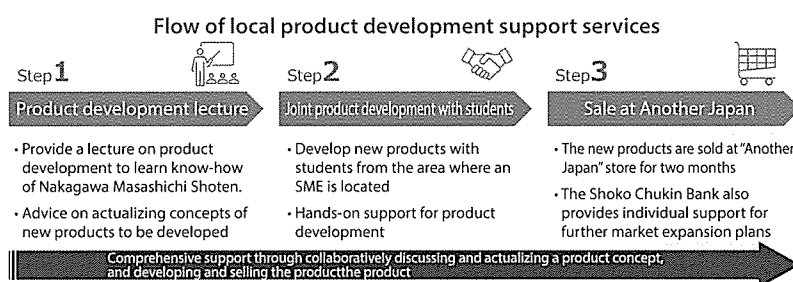 Flow of local product development support services
Step1
Product development lecture
• Provide a lecture on product
development to learn know-how
of Nakagawa Masashichi Shoten.
• Advice on actualizing concepts of
new products to be developed
Step2
Joint product development with students
• Develop new products with
students from the area where an
SME is located
• Hands-on support for product
development
Step3
Sale at Another Japan
• The new products are sold at "Another
Japan" store for two months
• The Shoko Chukin Bank also
provides individual support for
further market expansion plans
Comprehensive support through collaboratively discussing and actualizing a product concept,
and developing and selling the productthe product